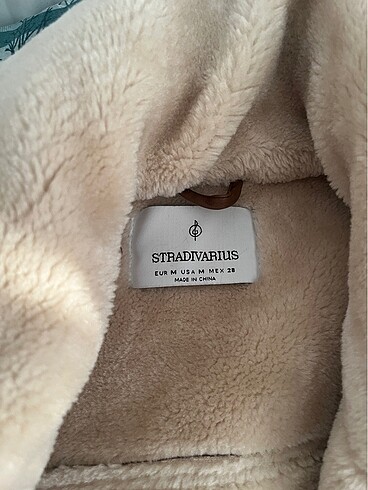 STRADIVARIUS
EUR M USA M MEX 28
MADE IN CHINA